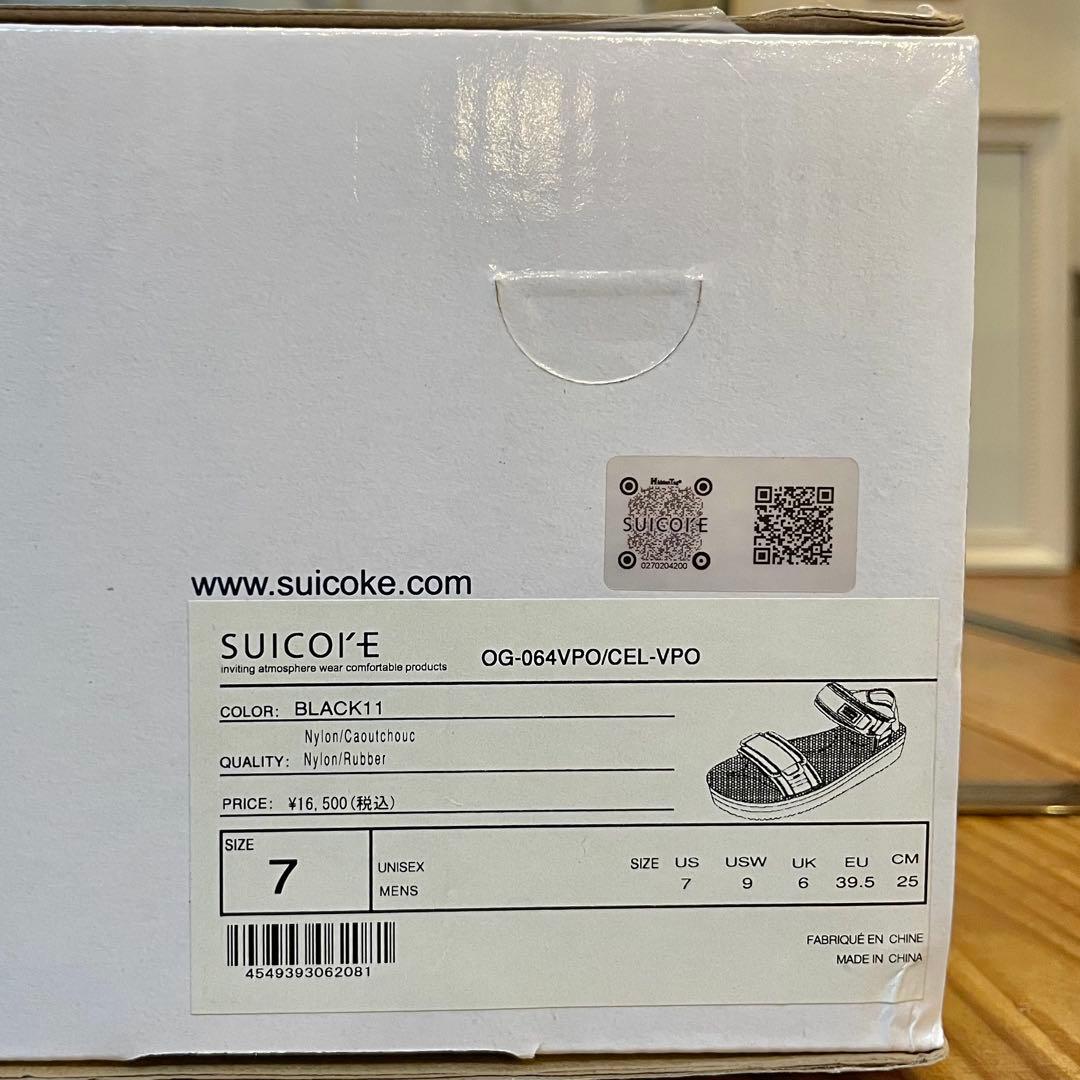 HiddenTag®
SUICOKE
0270204200
www.suicoke.com
SUICOKE
inviting atmosphere wear comfortable products
OG-064VPO/CEL-VPO
COLOR: BLACK11
Nylon/Caoutchouc
QUALITY: Nylon/Rubber
PRICE: ¥16,500(税込)
SIZE
7
UNISEX
MENS
SIZE US USW UK EU CM
7 9 6 39.5 25
4549393062081
FABRIQUÉ EN CHINE
MADE IN CHINA